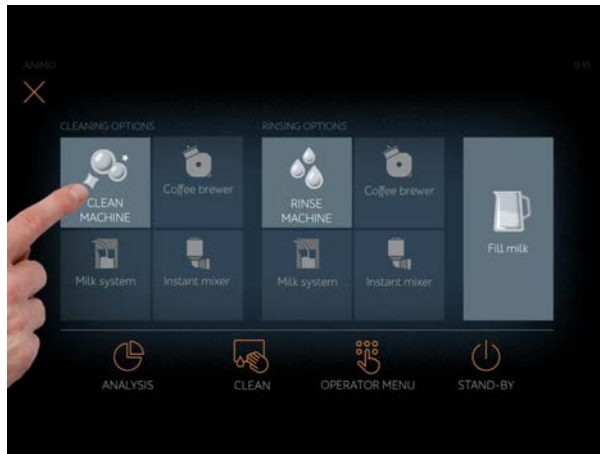 ANIMO
9:15
CLEANING OPTIONS
RINSING OPTIONS
CLEAN
MACHINE
Coffee brewer
RINSE
MACHINE
Coffee brewer
Fill milk
Milk system
Instant mixer
Milk system
Instant mixer
ANALYSIS
CLEAN
OPERATOR MENU
STAND-BY